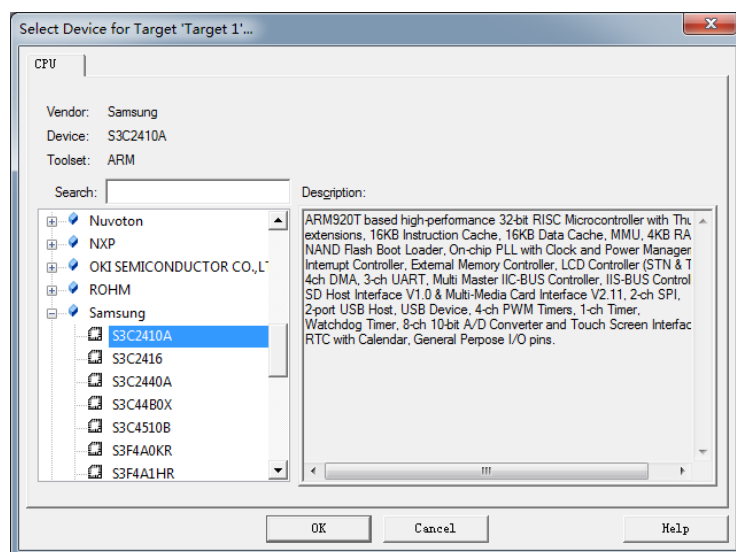 Select Device for Target 'Target 1'...
CPU
Vendor: Samsung
Device: S3C2410A
Toolset: ARM
Search:
Description:
Nuvoton
NXP
OKI SEMICONDUCTOR CO.,LT
ROHM
Samsung
S3C2410A
S3C2416
S3C2440A
S3C44B0X
S3C4510B
S3F4A0KR
S3F4A1HR
ARM920T based high-performance 32-bit RISC Microcontroller with Thu
extensions, 16KB Instruction Cache, 16KB Data Cache, MMU, 4KB RA
NAND Flash Boot Loader, On-chip PLL with Clock and Power Manager
Interrupt Controller, External Memory Controller, LCD Controller (STN & T
4ch DMA, 3-ch UART, Multi Master IIC-BUS Controller, IIS-BUS Control
SD Host Interface V1.0 & Multi-Media Card Interface V2.11, 2-ch SPI,
2-port USB Host, USB Device, 4-ch PWM Timers, 1-ch Timer,
Watchdog Timer, 8-ch 10-bit A/D Converter and Touch Screen Interfac
RTC with Calendar, General Perpose I/O pins.
OK
Cancel
Help